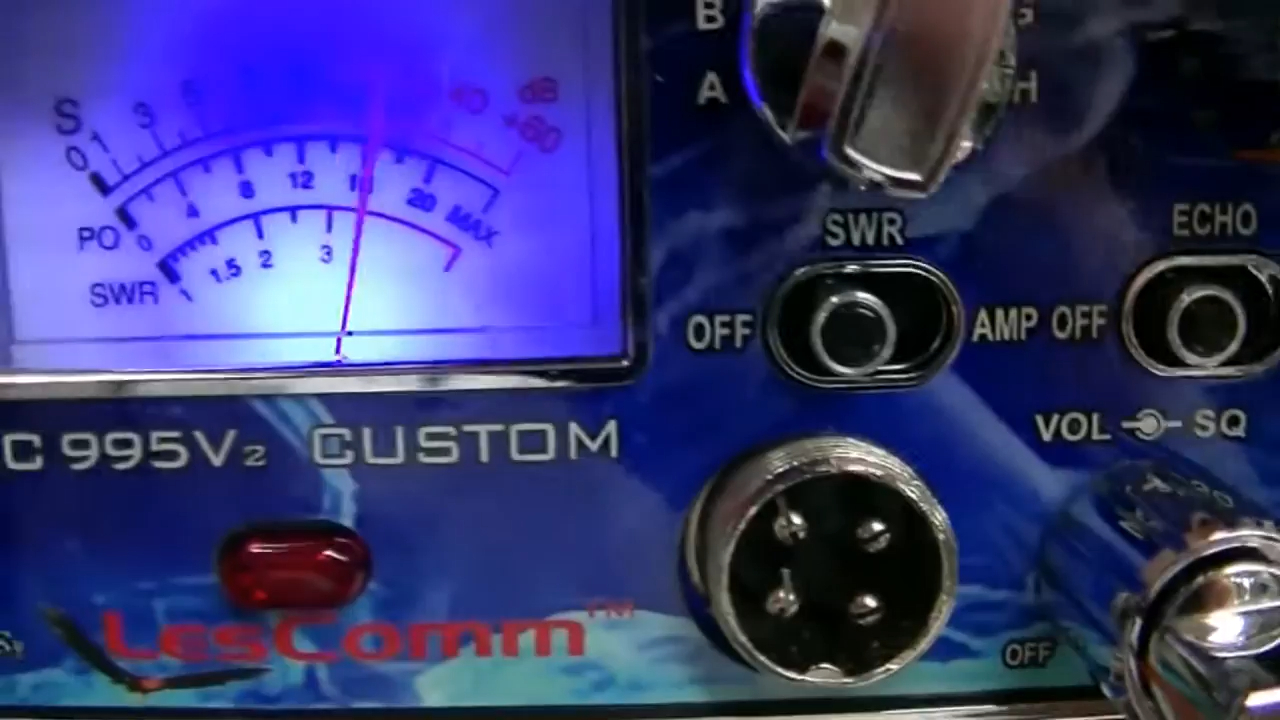 B G
A H
S 0 1 3 5 40 +60 dB
PO 0 4 8 12 16 20 MAX
SWR 1 1.5 2 3
SWR
OFF AMP
ECHO
OFF
C 995V2 CUSTOM
VOL SQ
LesComm™
OFF